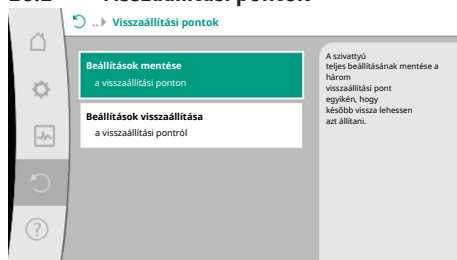 ..▸ Visszaállítási pontok
Beállítások mentése
a visszaállítási ponton
Beállítások visszaállítása
a visszaállítási pontról
A szivattyú
teljes beállításának mentése a
három
visszaállítási pont
egyikén, hogy
később vissza lehessen
azt állítani.
?